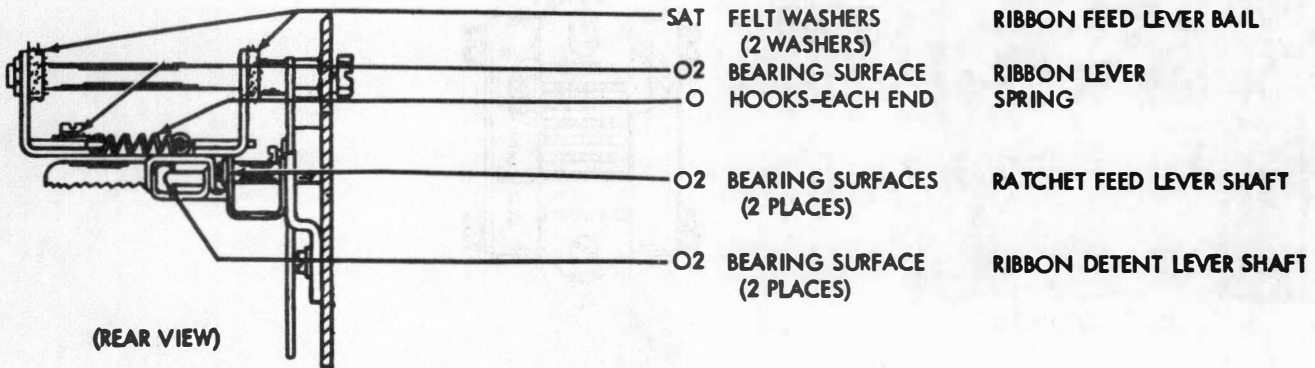 SAT FELT WASHERS RIBBON FEED LEVER BAIL
(2 WASHERS)
O2 BEARING SURFACE RIBBON LEVER
O HOOKS-EACH END SPRING
O2 BEARING SURFACES RATCHET FEED LEVER SHAFT
(2 PLACES)
O2 BEARING SURFACE RIBBON DETENT LEVER SHAFT
(2 PLACES)
(REAR VIEW)